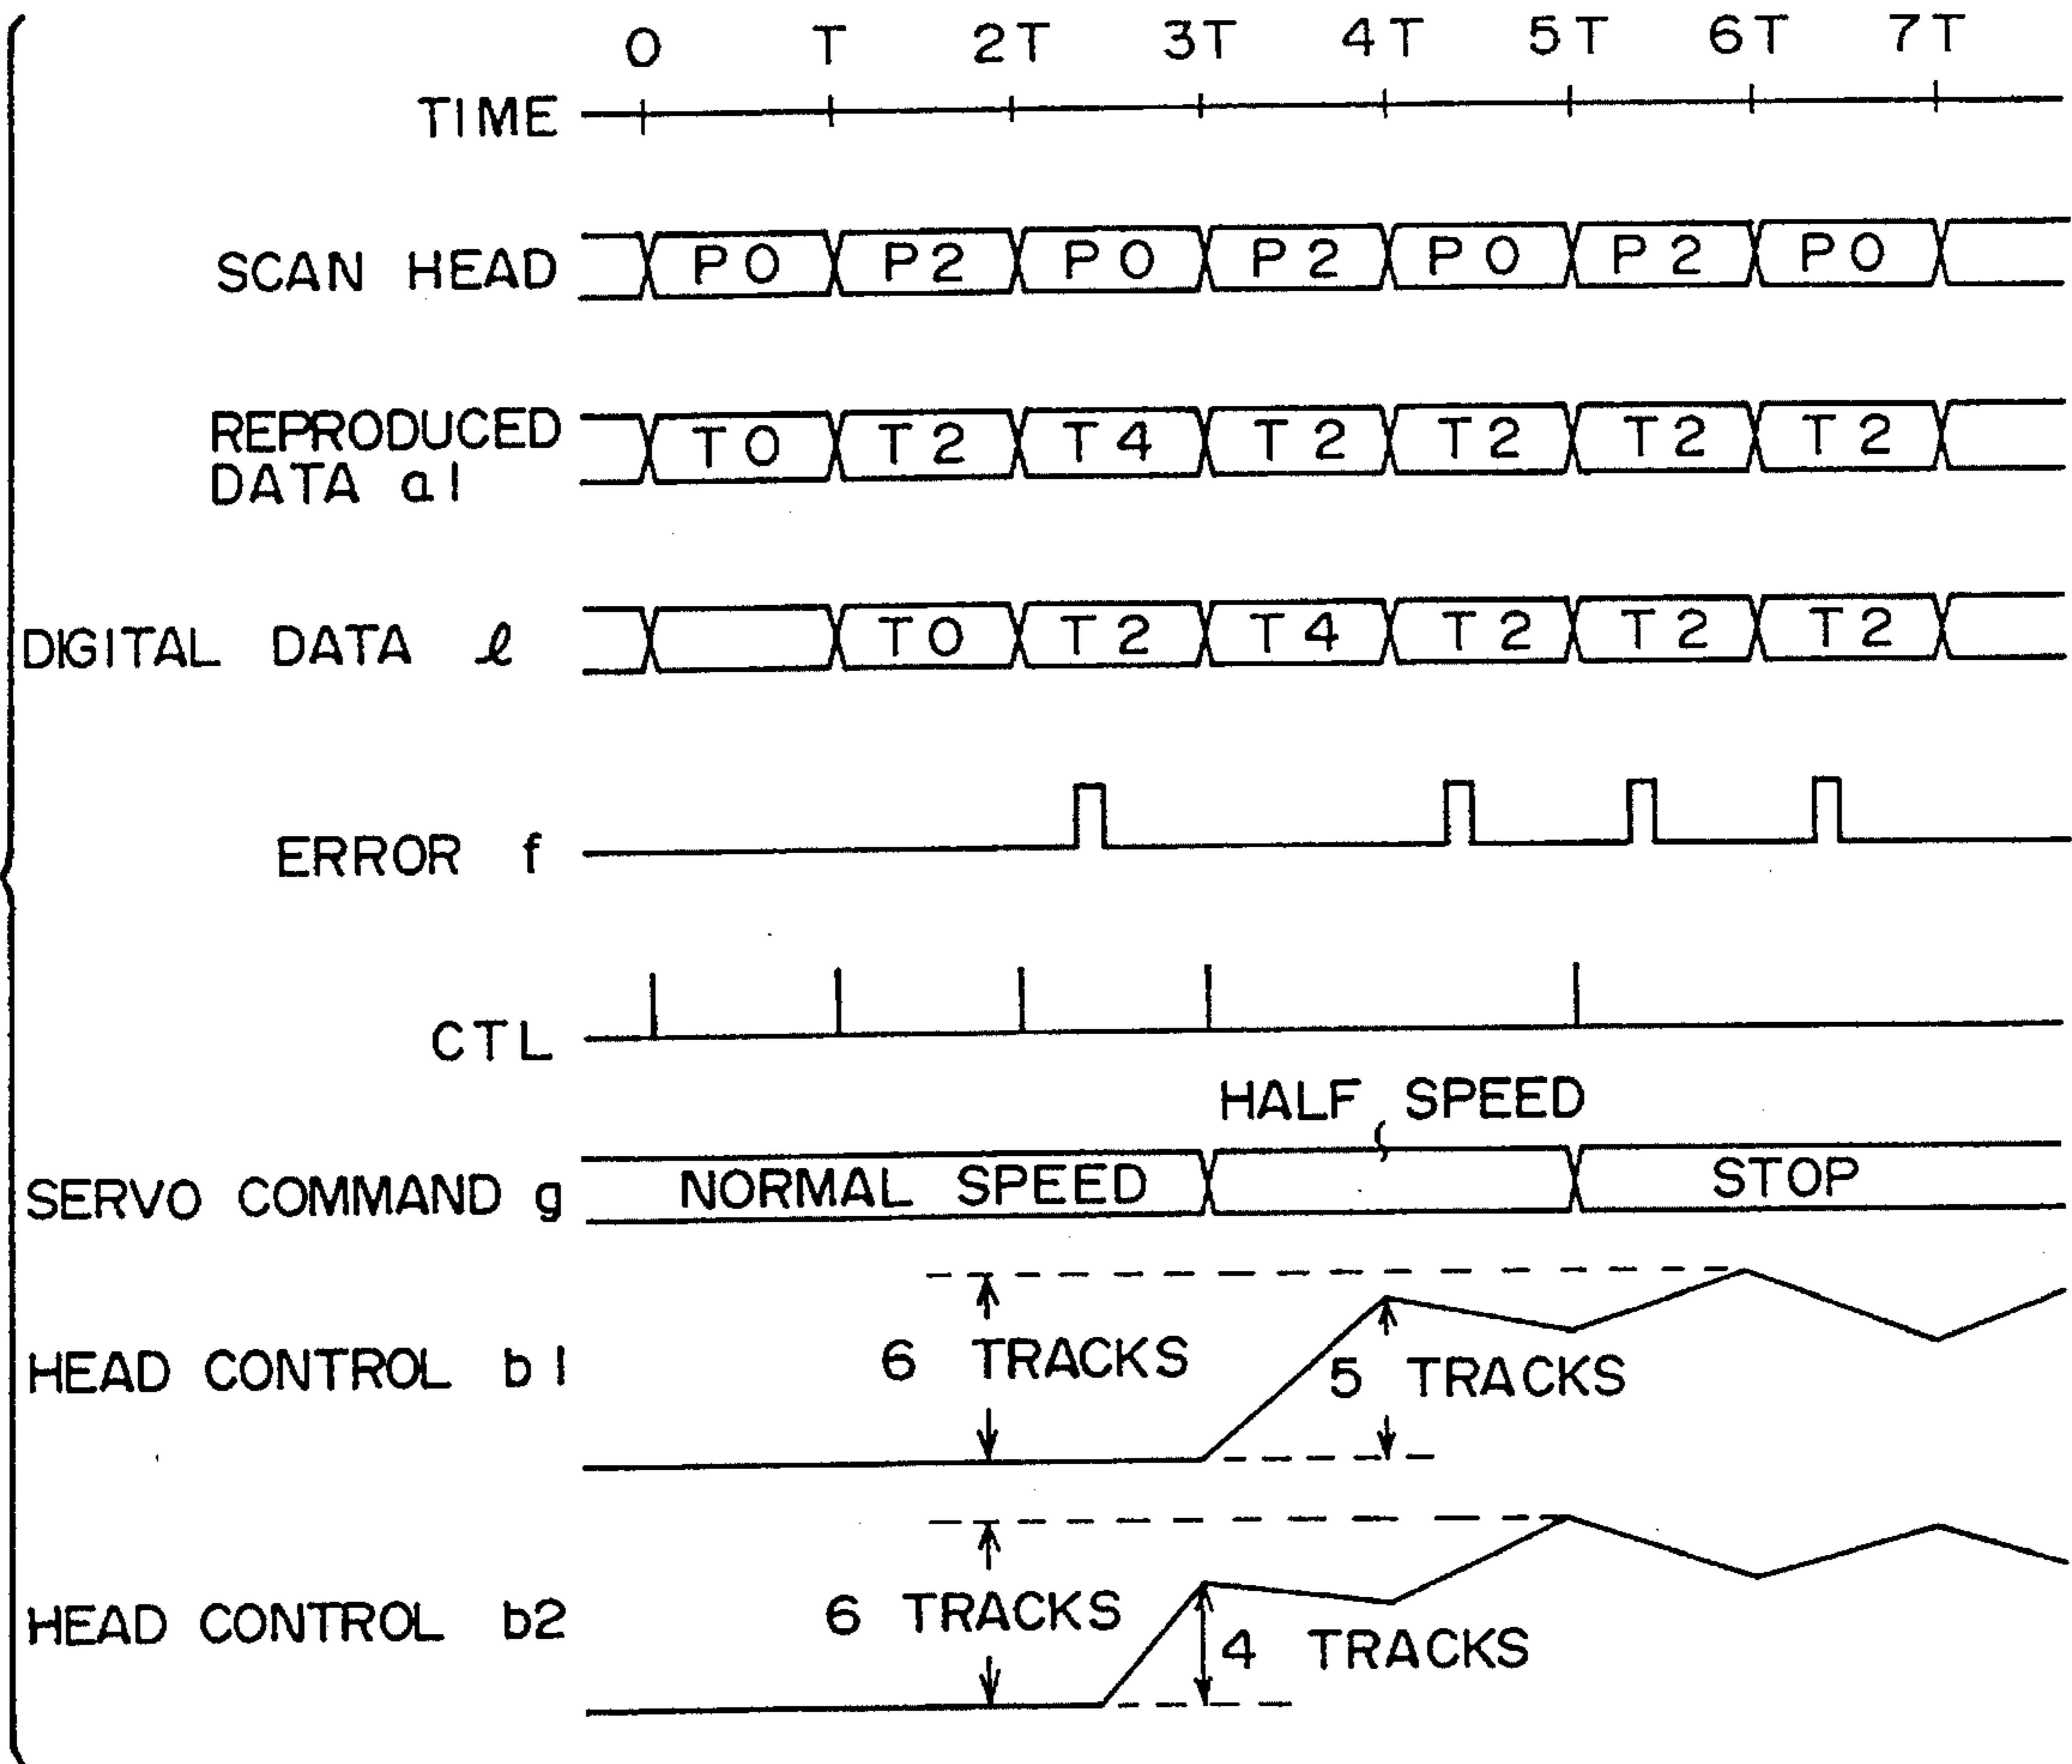 0 T 2T 3T 4T 5T 6T 7T
TIME
SCAN HEAD P0 P2 P0 P2 P0 P2 P0
REPRODUCED
DATA a1 T0 T2 T4 T2 T2 T2 T2
DIGITAL DATA ℓ T0 T2 T4 T2 T2 T2
ERROR f
CTL
HALF SPEED
SERVO COMMAND g NORMAL SPEED STOP
HEAD CONTROL b1 6 TRACKS 5 TRACKS
HEAD CONTROL b2 6 TRACKS 4 TRACKS